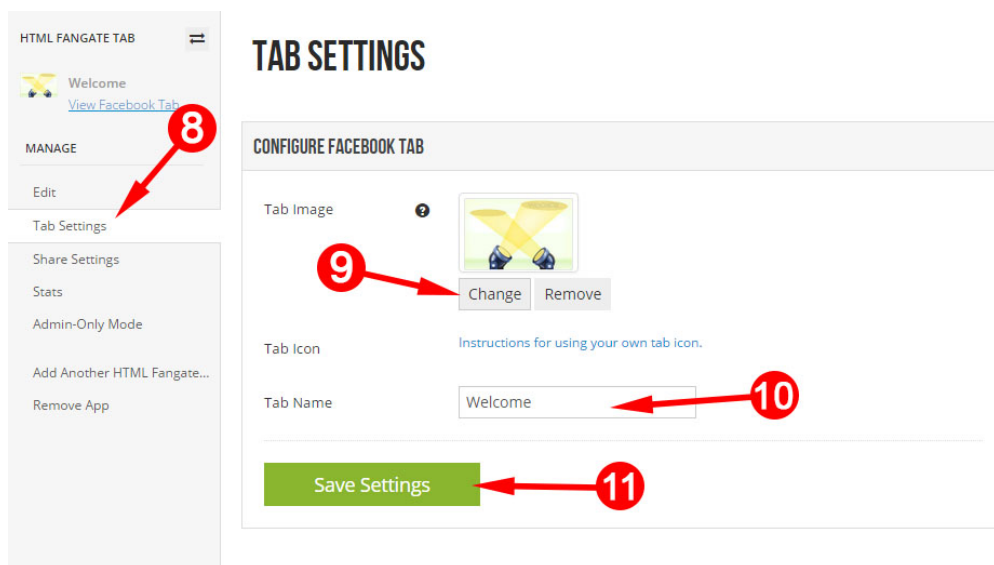 HTML FANGATE TAB
Welcome
View Facebook Tab
8
MANAGE
Edit
Tab Settings
Share Settings
Stats
Admin-Only Mode
Add Another HTML Fangate...
Remove App
TAB SETTINGS
CONFIGURE FACEBOOK TAB
Tab Image ?
9
Change Remove
Tab Icon Instructions for using your own tab icon.
Tab Name Welcome 10
Save Settings 11